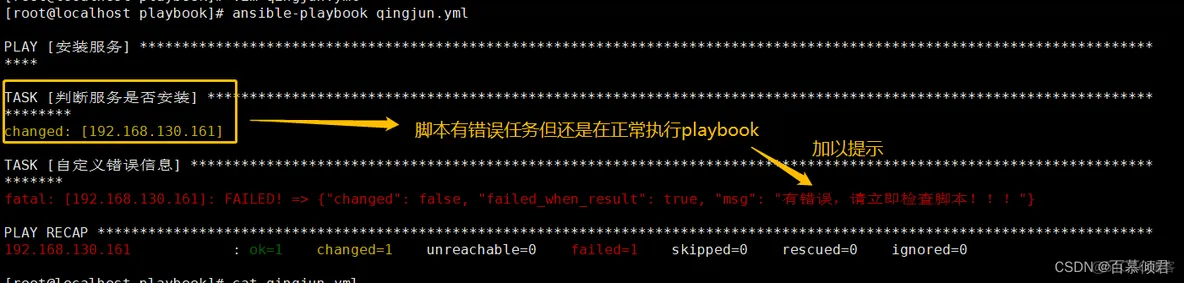 [root@localhost playbook]# ansible-playbook qingjun.yml
PLAY [安装服务] ************************************************************************************************************************
****
TASK [判断服务是否安装] ****************************************************************************************************************
********
changed: [192.168.130.161]
脚本有错误任务但还是在正常执行playbook
加以提示
TASK [自定义错误信息] ******************************************************************************************************************
*******
fatal: [192.168.130.161]: FAILED! => {"changed": false, "failed_when_result": true, "msg": "有错误，请立即检查脚本！！！"}
PLAY RECAP *****************************************************************************************************************************
192.168.130.161 : ok=1 changed=1 unreachable=0 failed=1 skipped=0 rescued=0 ignored=0
[root@localhost playbook]# cat qingjun.yml
CSDN @百慕倾君